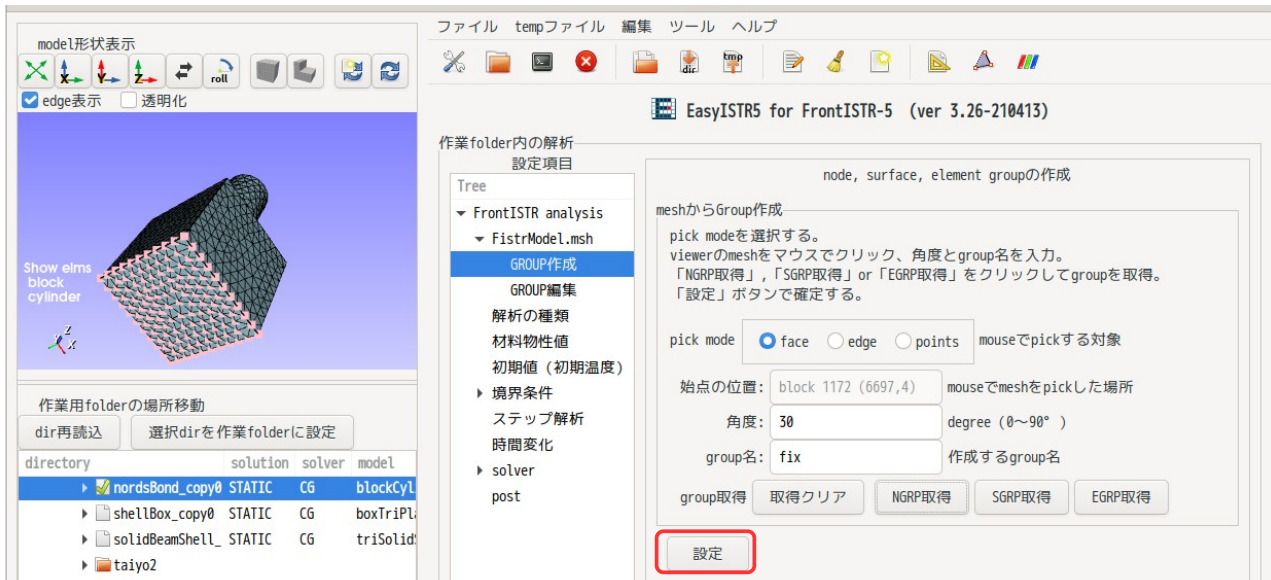 ファイル tempファイル 編集 ツール ヘルプ
model形状表示
X Y Z roll dir tmp
edge表示 透明化
EasyISTR5 for FrontISTR-5 (ver 3.26-210413)
Show elms
block
cylinder
Z
X
作業folder内の解析
設定項目
Tree
FrontISTR analysis
FistrModel.msh
GROUP作成
GROUP編集
解析の種類
材料物性値
初期値(初期温度)
境界条件
ステップ解析
時間変化
solver
post
node, surface, element groupの作成
meshからGroup作成
pick modeを選択する。
viewerのmeshをマウスでクリック、角度とgroup名を入力。
「NGRP取得」,「SGRP取得」or「EGRP取得」をクリックしてgroupを取得。
「設定」ボタンで確定する。
pick mode face edge points mouseでpickする対象
始点の位置: block 1172 (6697,4) mouseでmeshをpickした場所
角度: 30 degree (0〜90° )
group名: fix 作成するgroup名
group取得 取得クリア NGRP取得 SGRP取得 EGRP取得
設定
作業用folderの場所移動
dir再読込 選択dirを作業folderに設定
directory solution solver model
nordsBond_copy0 STATIC CG blockCyl
shellBox_copy0 STATIC CG boxTriPl
solidBeamShell_ STATIC CG triSolid
taiyo2